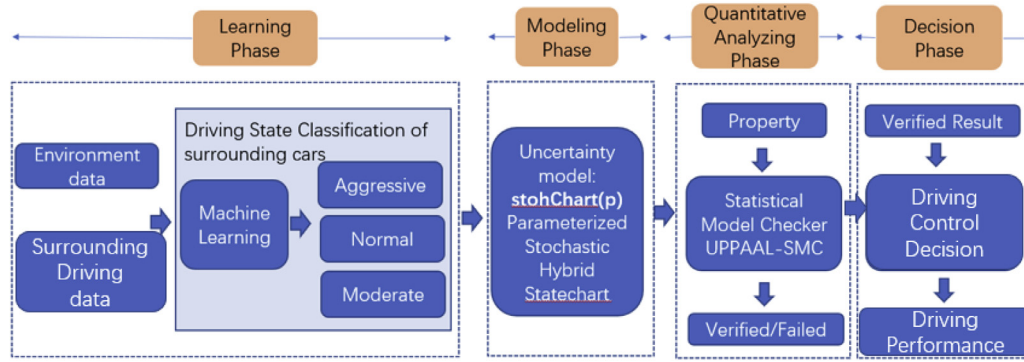 Learning
Phase
Modeling
Phase
Quantitative
Analyzing
Phase
Decision
Phase
Environment
data
Surrounding
Driving
data
Driving State Classification of
surrounding cars
Machine
Learning
Aggressive
Normal
Moderate
Uncertainty
model:
stohChart(p)
Parameterized
Stochastic
Hybrid
Statechart
Property
Statistical
Model Checker
UPPAAL-SMC
Verified/Failed
Verified Result
Driving
Control
Decision
Driving
Performance